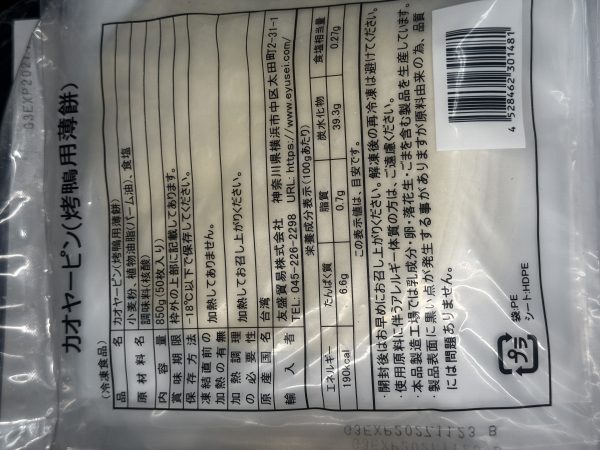 カオヤーピン(烤鴨用薄餅)
(冷凍食品)
品名 カオヤーピン(烤鴨用薄餅)
原材料名 小麦粉、植物油脂(パーム油)、食塩
調味料(核酸)
内容量 850g(50枚入り)
賞味期限 枠外の上部に記載してあります。
保存方法 -18℃以下で保存してください。
凍結直前の
加熱の有無 加熱してありません。
加熱調理
の必要性 加熱してお召し上がりください。
原産国名 台湾
輸入者 友盛貿易株式会社 神奈川県横浜市中区太田町2-31-1
TEL: 045-226-2298 URL https://www.eyusei.com/
栄養成分表示(100gあたり)
エネルギー たんぱく質 脂質 炭水化物 食塩相当量
190kcal 6.6g 0.7g 39.3g 0.27g
この表示値は、目安です。
・開封後はお早めにお召し上がりください。解凍後の再冷凍は避けてください。
・使用原料に伴うアレルギー体質の方は、ご遠慮ください。
・本品製造工場では乳成分・卵・落花生・ごまを含む製品を生産しています。
・製品表面に黒い点が発生する事がありますが原料由来の為、品質
には問題ありません。
プラ
袋:PE
シート:HDPE
4 528462 301481
G3EXP2027.11.23 B